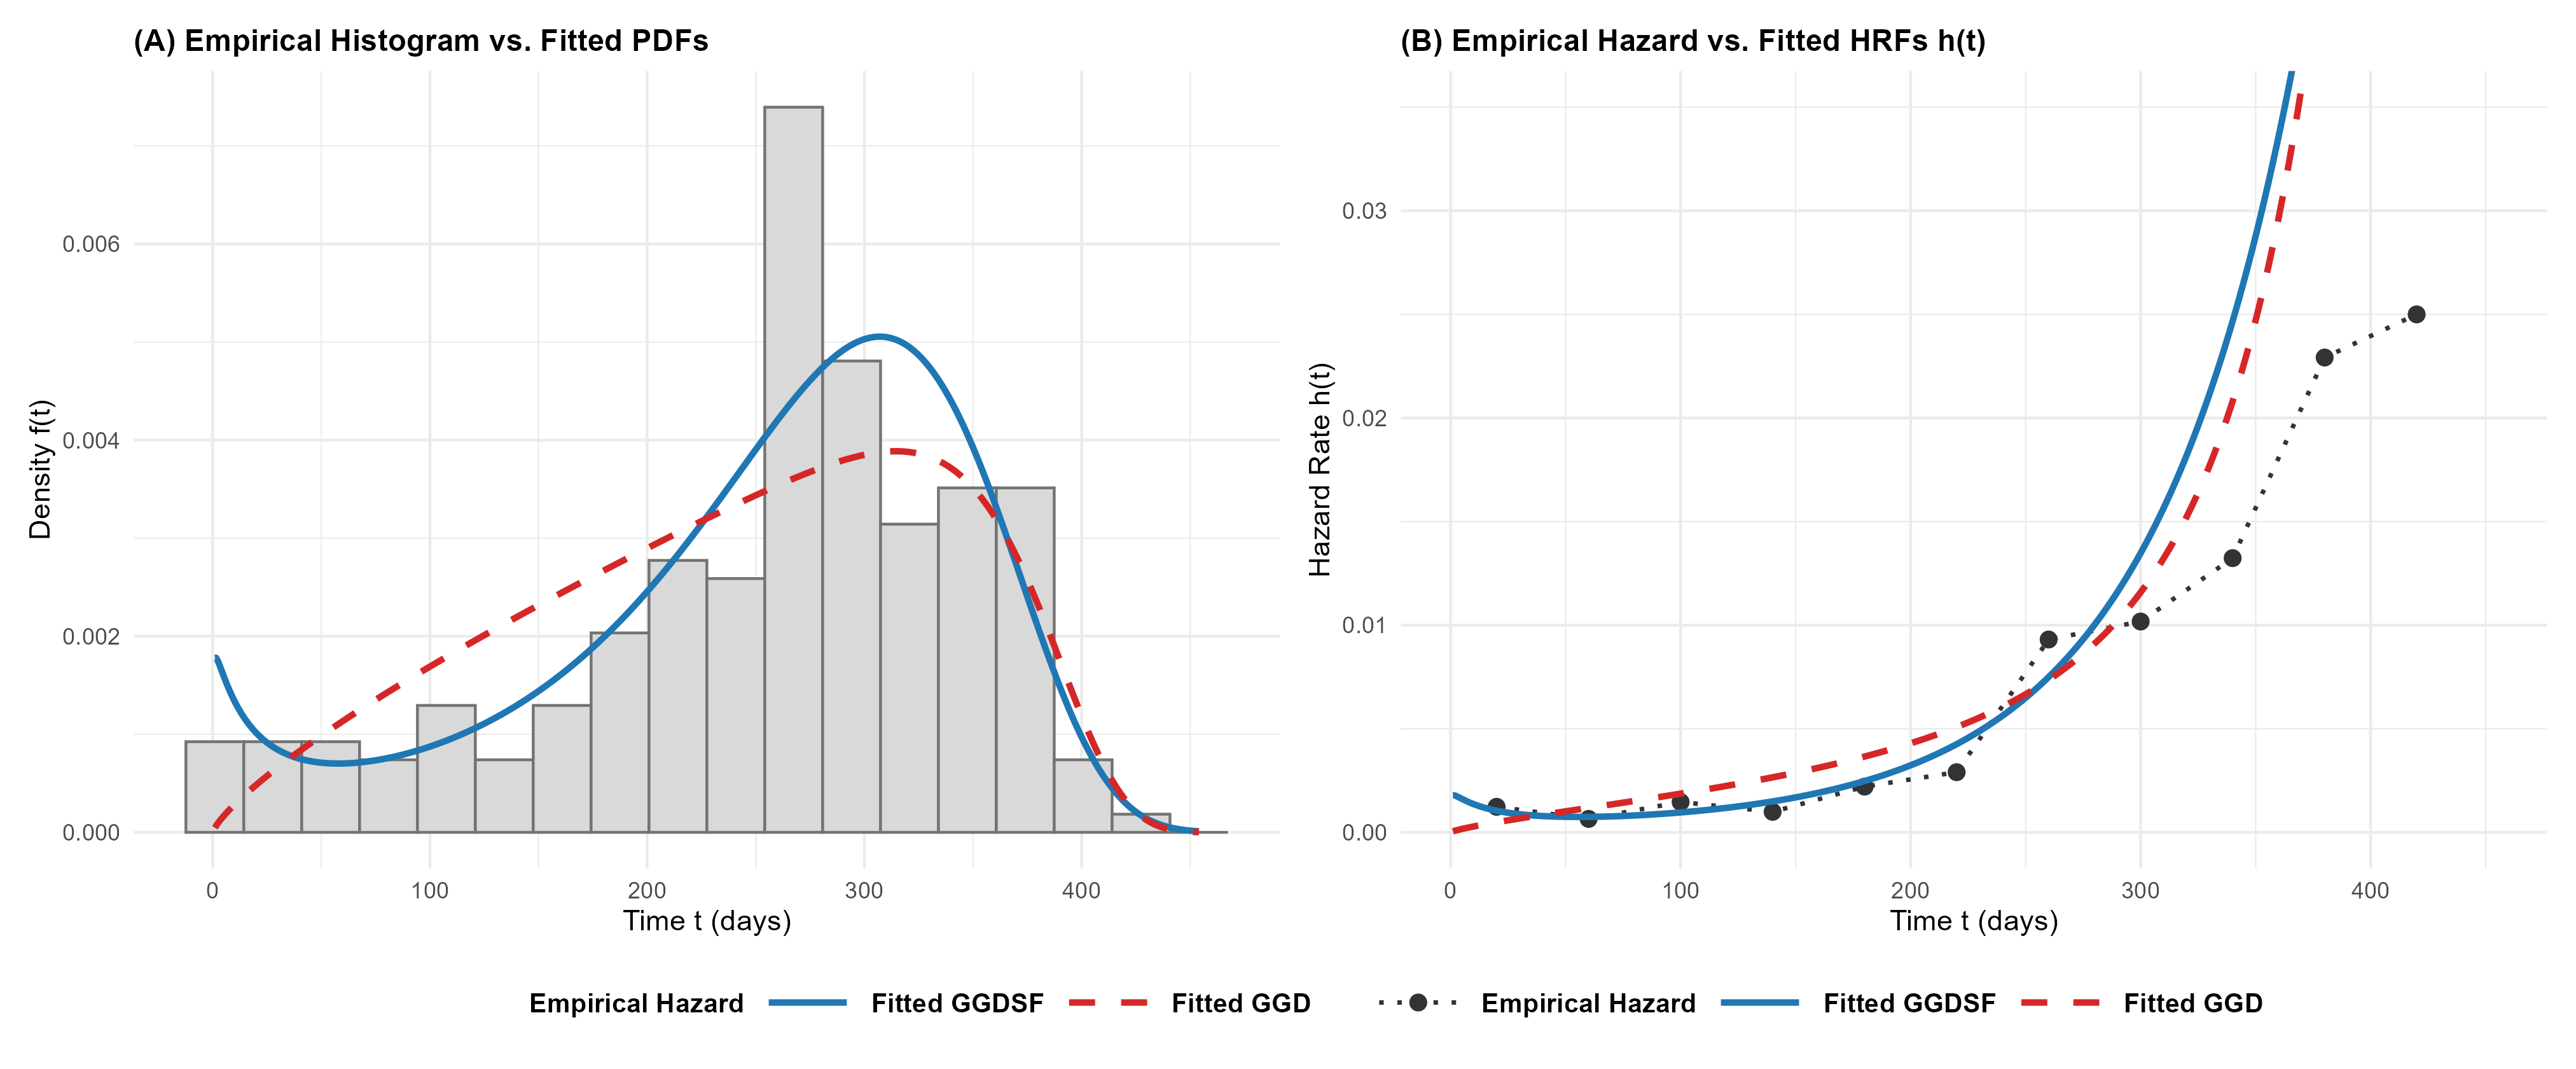 (A) Empirical Histogram vs. Fitted PDFs
Density f(t)
0.006
0.004
0.002
0.000
0 100 200 300 400
Time t (days)
(B) Empirical Hazard vs. Fitted HRFs h(t)
Hazard Rate h(t)
0.03
0.02
0.01
0.00
0 100 200 300 400
Time t (days)
Empirical Hazard Fitted GGDSF Fitted GGD
Empirical Hazard Fitted GGDSF Fitted GGD